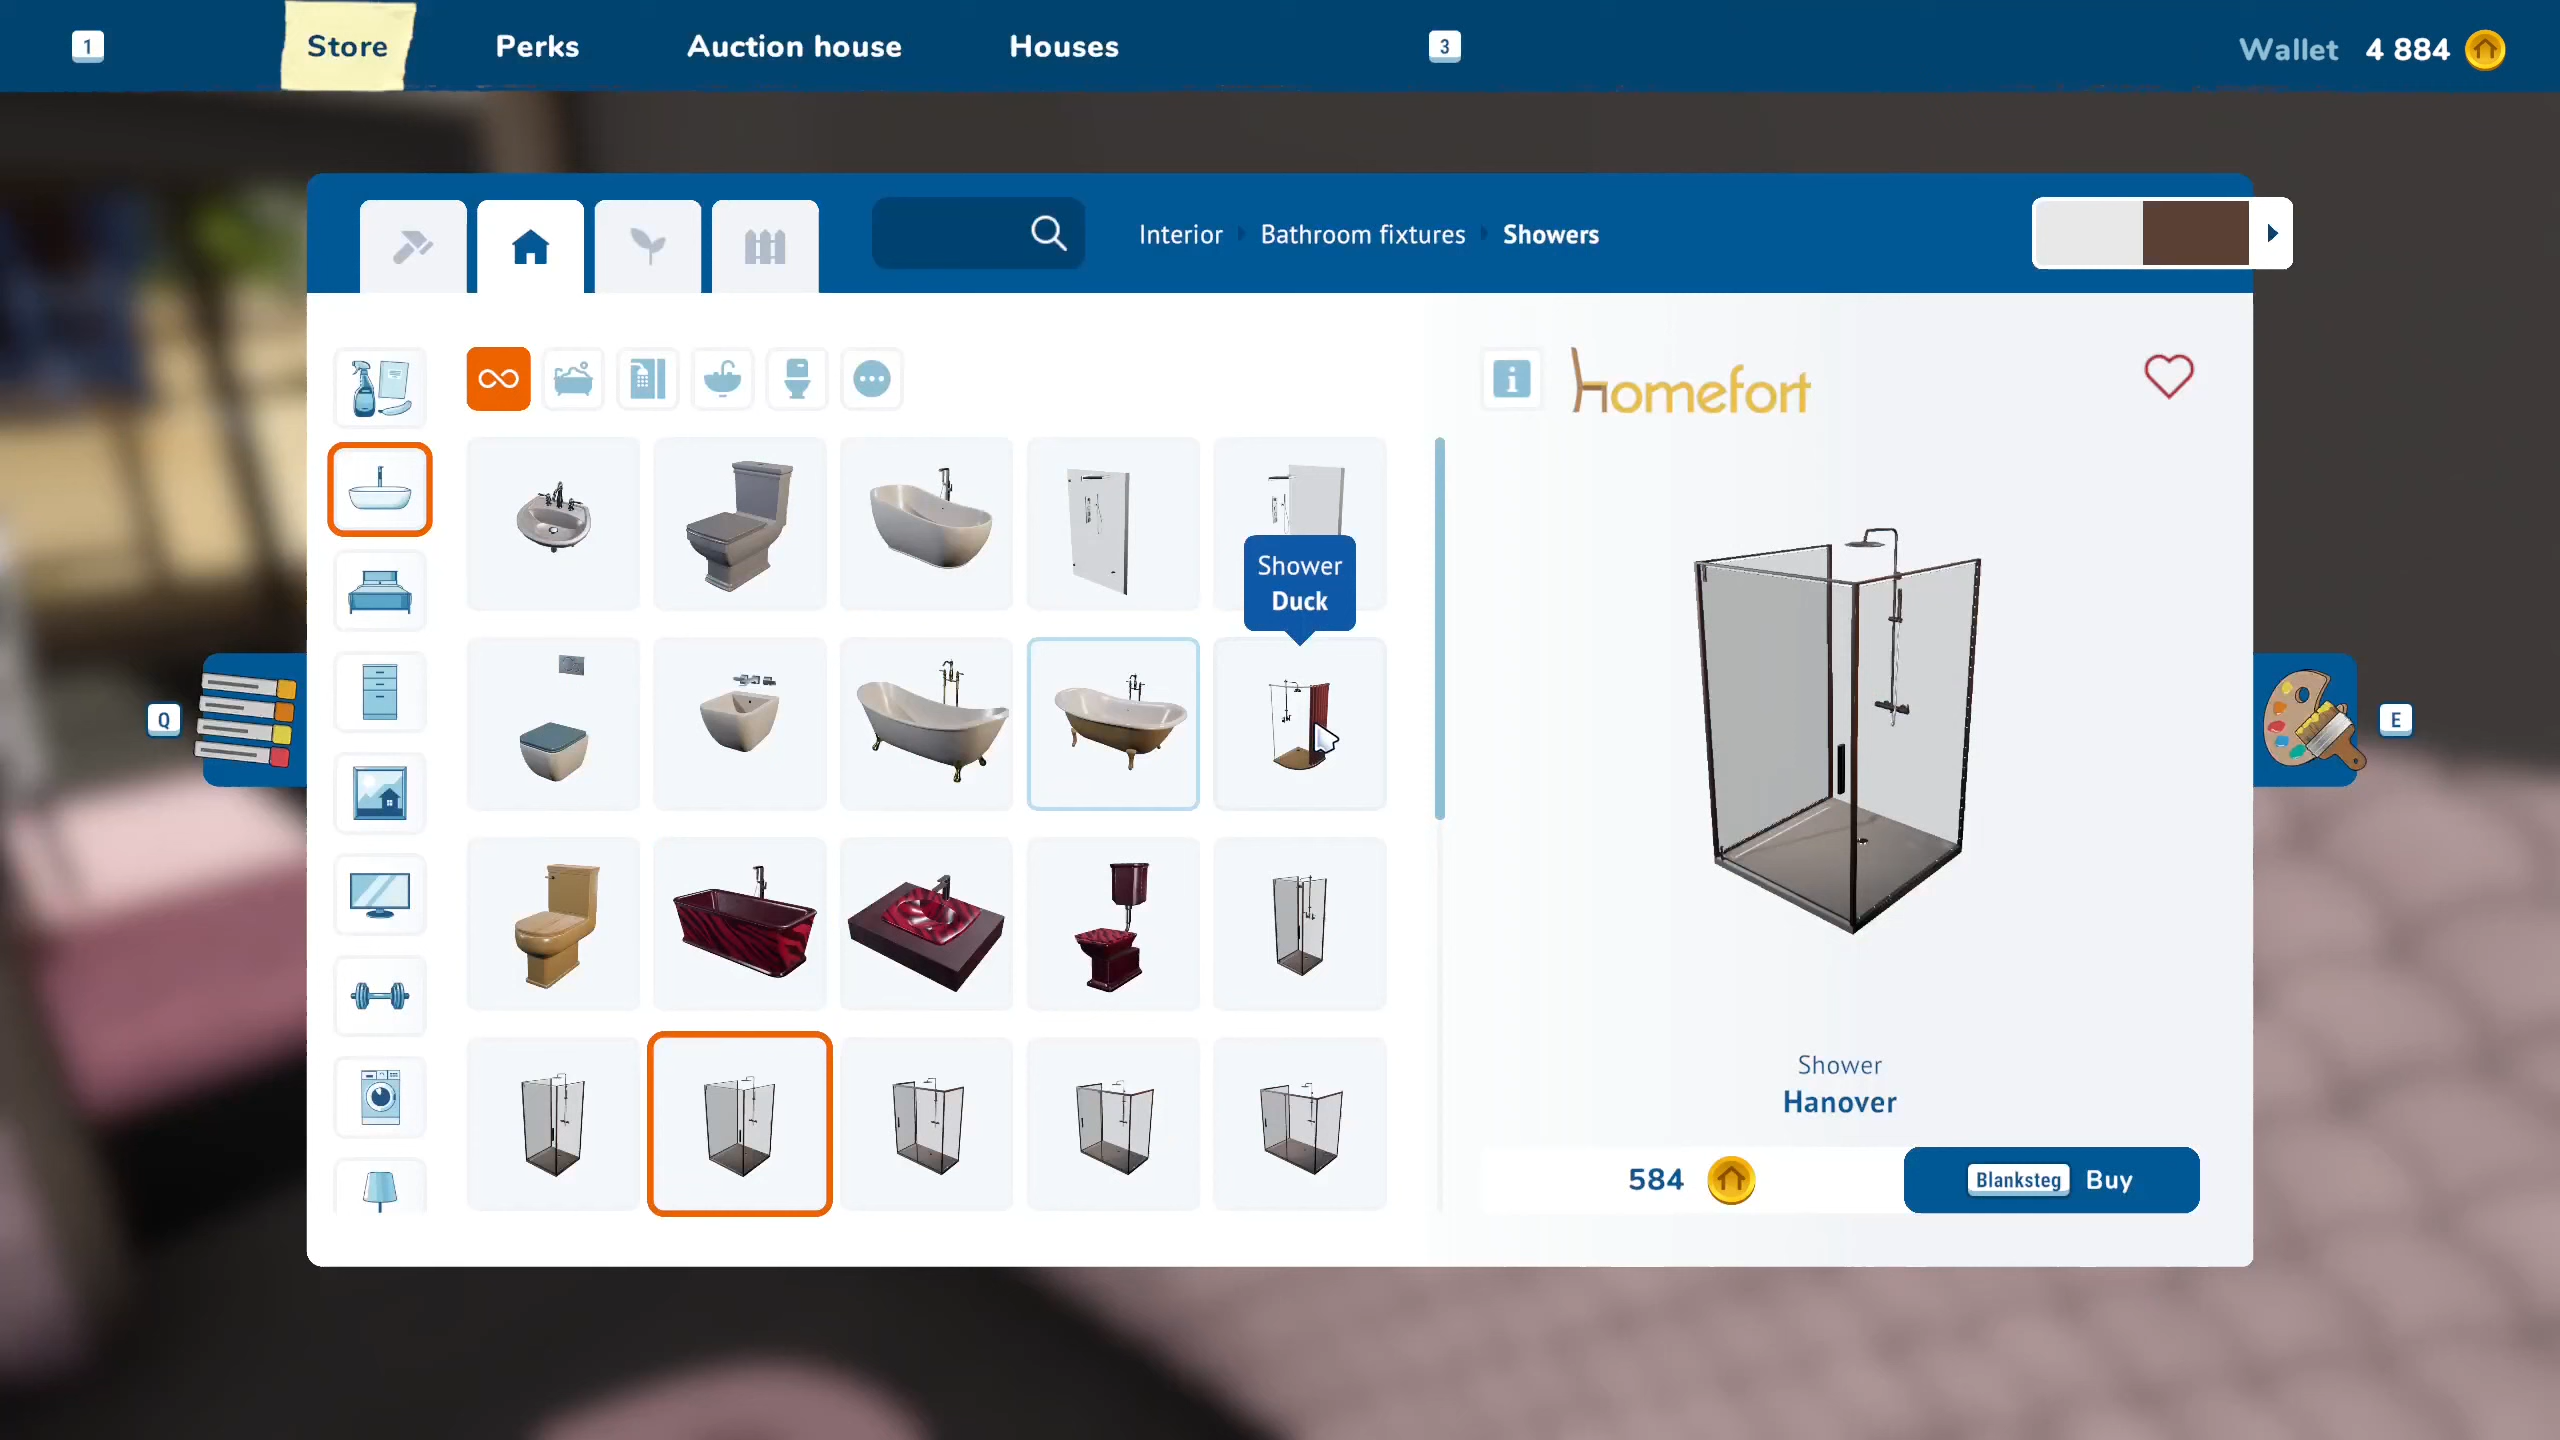 1
Store
Perks
Auction house
Houses
3
Wallet 4 884
Interior
Bathroom fixtures
Showers
i
homefort
Shower
Duck
Q
E
Shower
Hanover
584
Blanksteg Buy